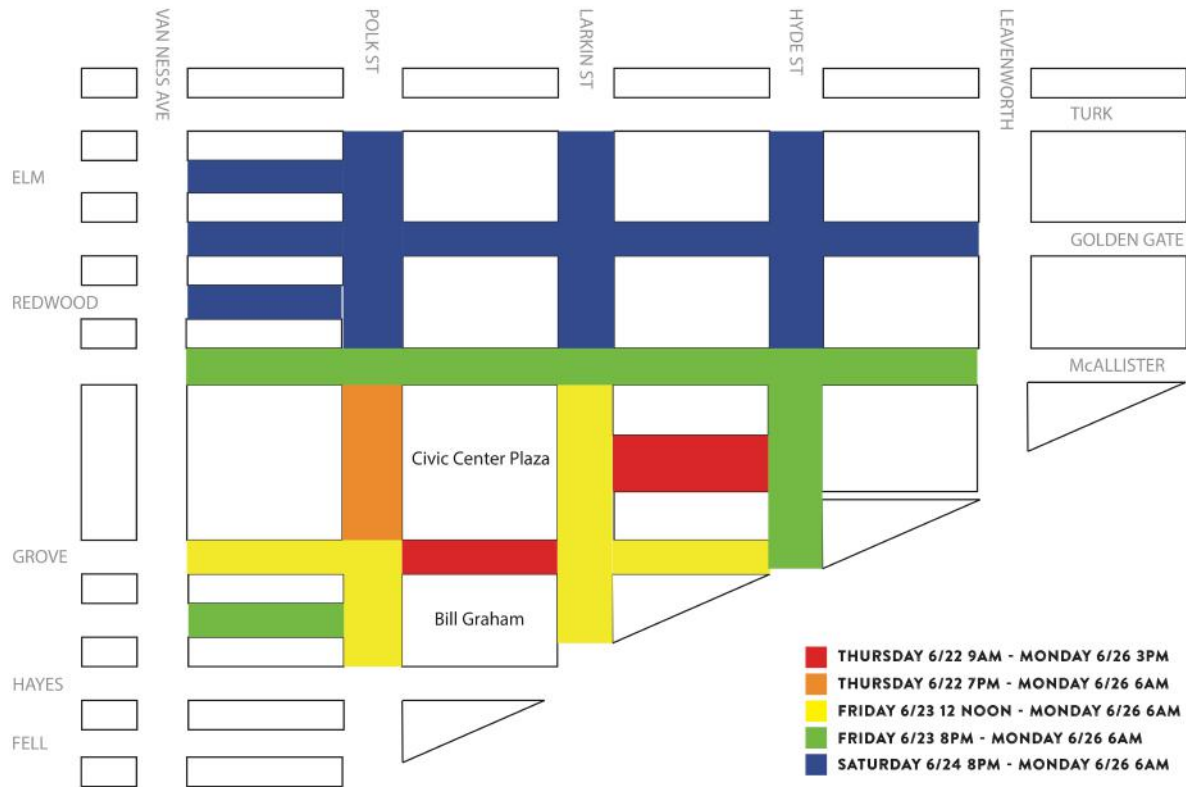 VAN NESS AVE
POLK ST
LARKIN ST
HYDE ST
LEAVENWORTH
TURK
ELM
GOLDEN GATE
REDWOOD
McALLISTER
Civic Center Plaza
GROVE
Bill Graham
HAYES
FELL
THURSDAY 6/22 9AM - MONDAY 6/26 3PM
THURSDAY 6/22 7PM - MONDAY 6/26 6AM
FRIDAY 6/23 12 NOON - MONDAY 6/26 6AM
FRIDAY 6/23 8PM - MONDAY 6/26 6AM
SATURDAY 6/24 8PM - MONDAY 6/26 6AM